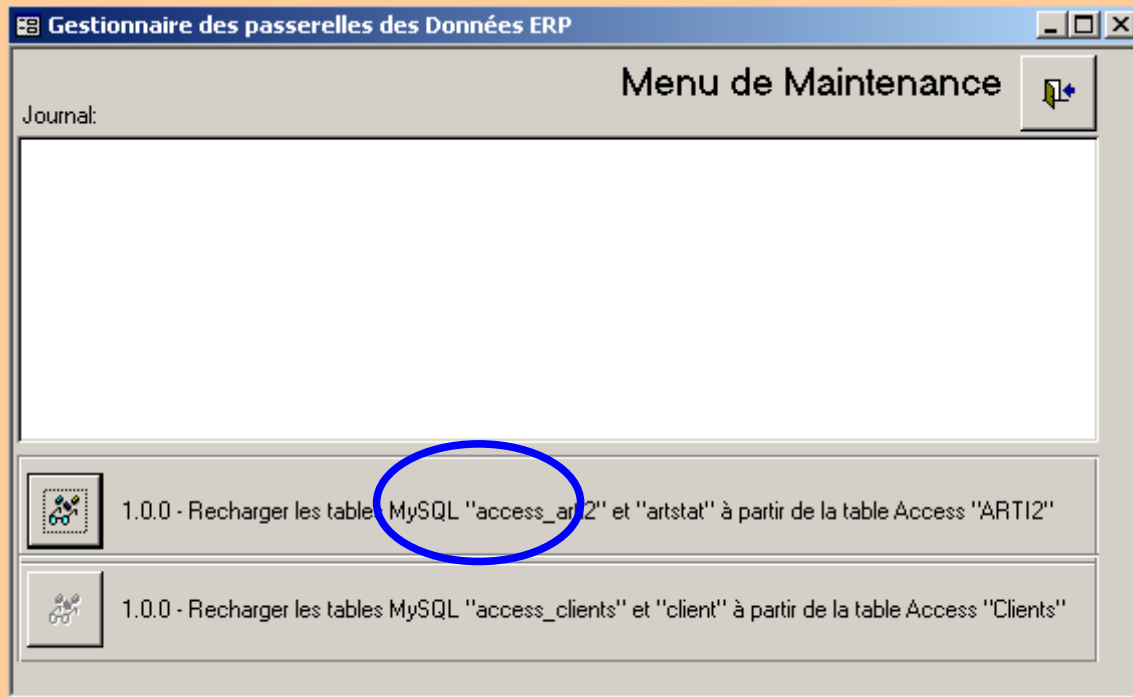 Gestionnaire des passerelles des Données ERP
Menu de Maintenance
Journal:
1.0.0 - Recharger les tables MySQL "access_arti2" et "artstat" à partir de la table Access "ARTI2"
1.0.0 - Recharger les tables MySQL "access_clients" et "client" à partir de la table Access "Clients"